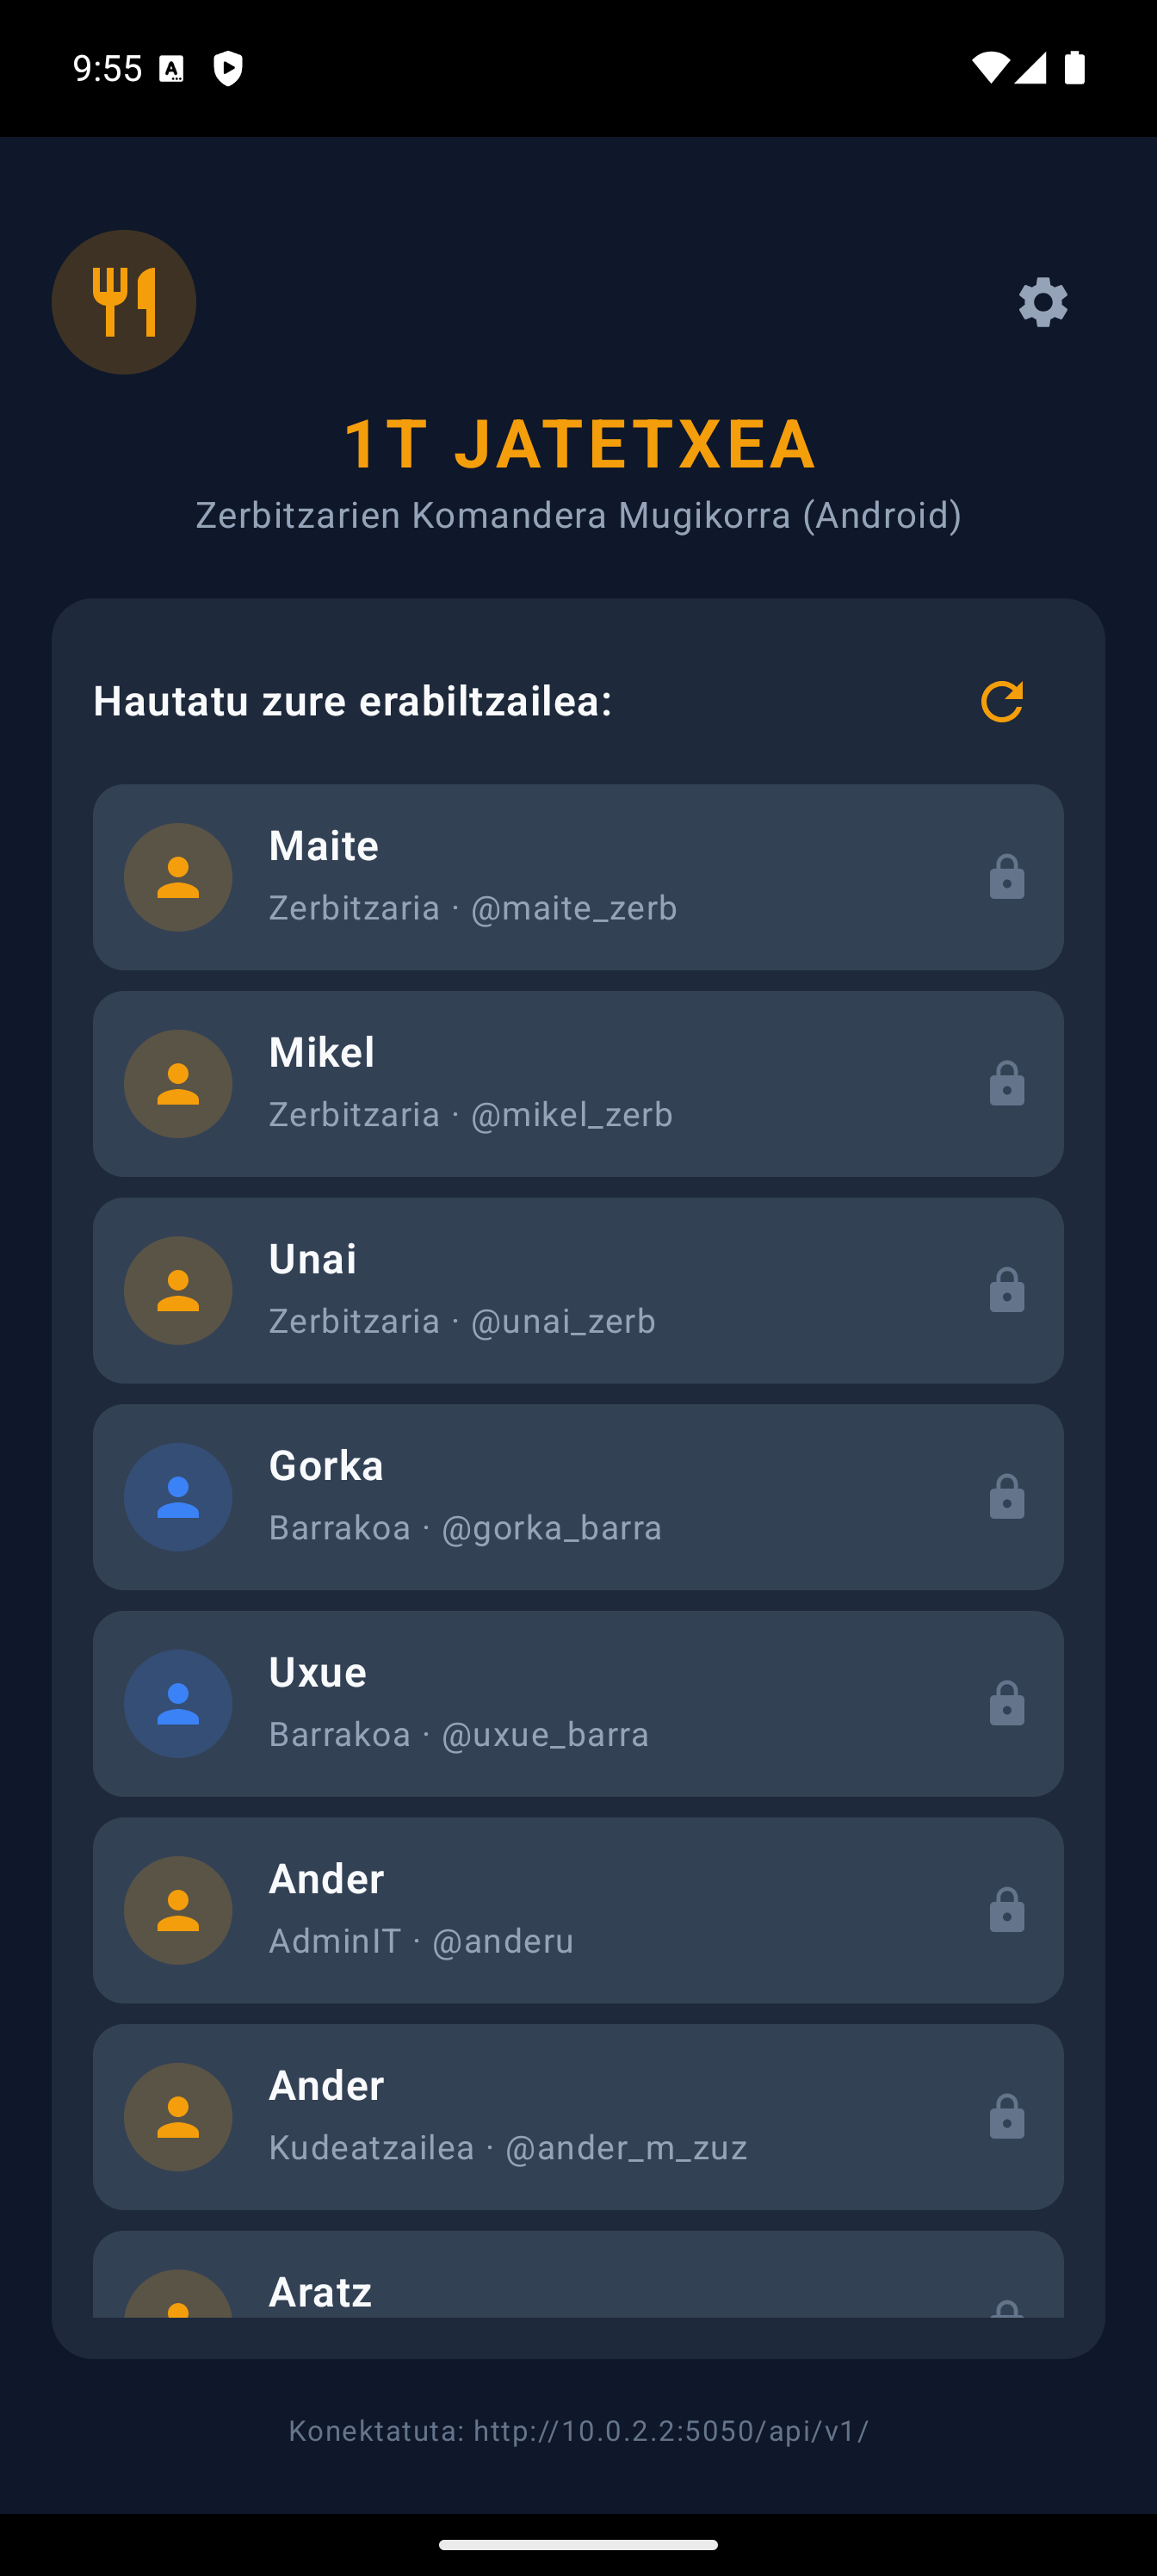 9:55
1T JATETXEA
Zerbitzarien Komandera Mugikorra (Android)
Hautatu zure erabiltzailea:
Maite
Zerbitzaria · @maite_zerb
Mikel
Zerbitzaria · @mikel_zerb
Unai
Zerbitzaria · @unai_zerb
Gorka
Barrakoa · @gorka_barra
Uxue
Barrakoa · @uxue_barra
Ander
AdminIT · @anderu
Ander
Kudeatzailea · @ander_m_zuz
Aratz
Konektatuta: http://10.0.2.2:5050/api/v1/